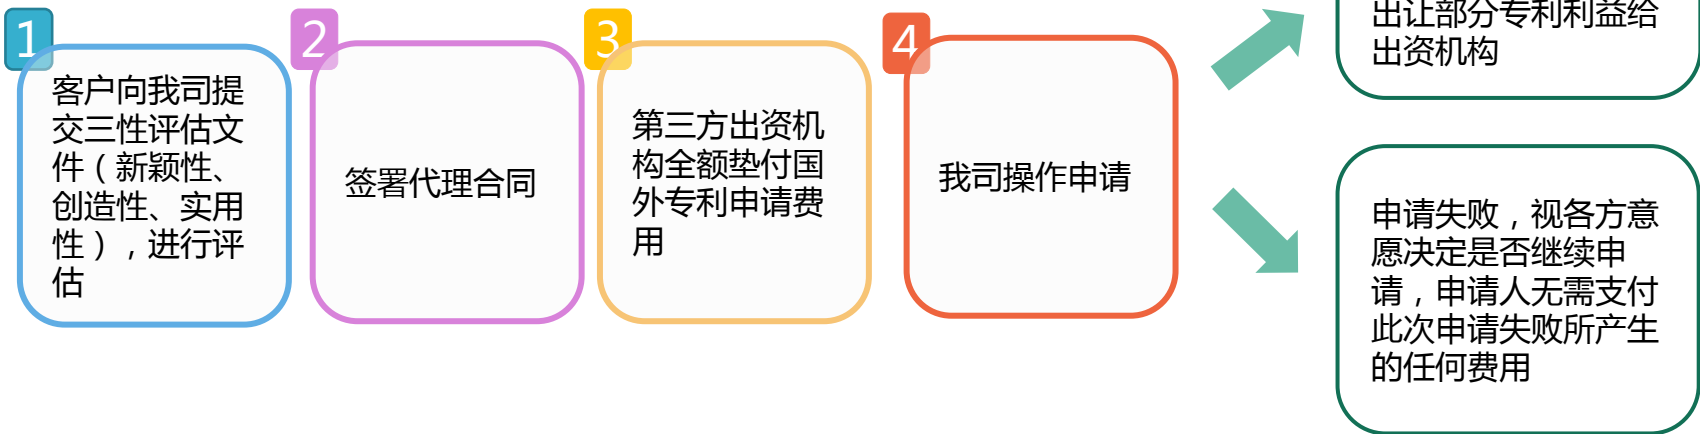 1
客户向我司提
交三性评估文
件（新颖性、
创造性、实用
性），进行评
估
2
签署代理合同
3
第三方出资机
构全额垫付国
外专利申请费
用
4
我司操作申请
出让部分专利利益给
出资机构
申请失败，视各方意
愿决定是否继续申
请，申请人无需支付
此次申请失败所产生
的任何费用